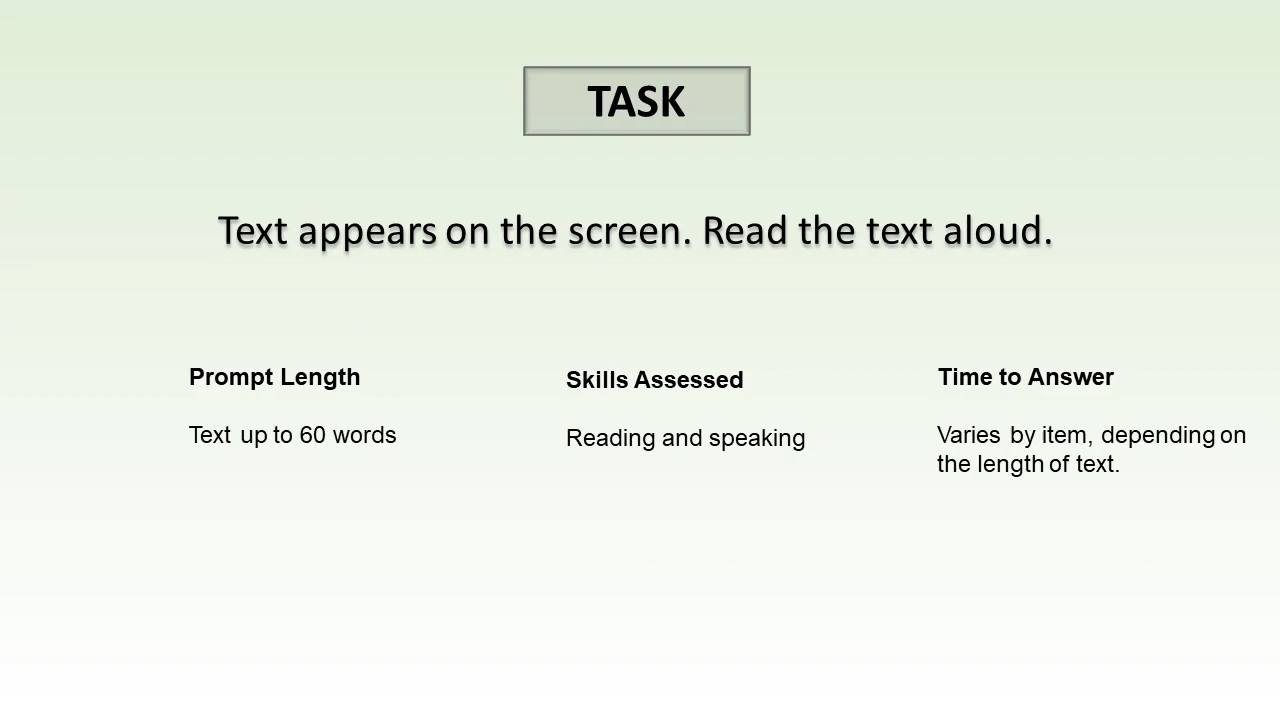 TASK
Text appears on the screen. Read the text aloud.
Prompt Length
Text up to 60 words
Skills Assessed
Reading and speaking
Time to Answer
Varies by item, depending on
the length of text.